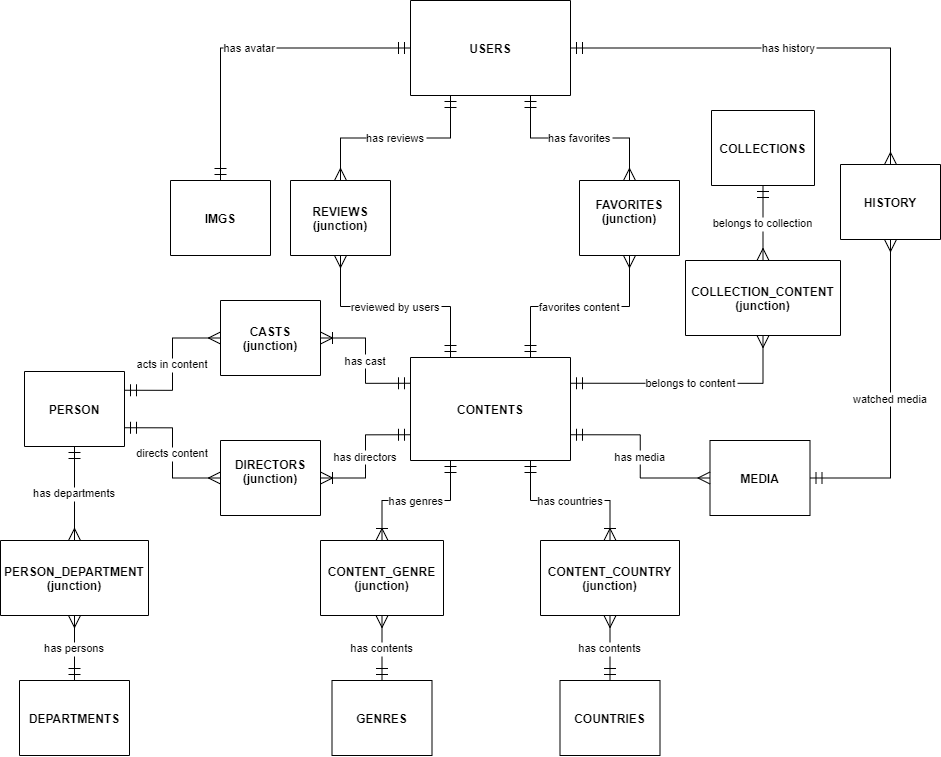 USERS
has avatar
has history
has reviews
has favorites
COLLECTIONS
IMGS
REVIEWS
(junction)
FAVORITES
(junction)
HISTORY
belongs to collection
COLLECTION_CONTENT
(junction)
reviewed by users
favorites content
CASTS
(junction)
acts in content
has cast
PERSON
CONTENTS
belongs to content
watched media
directs content
DIRECTORS
(junction)
has directors
has media
MEDIA
has departments
has genres
has countries
PERSON_DEPARTMENT
(junction)
CONTENT_GENRE
(junction)
CONTENT_COUNTRY
(junction)
has persons
has contents
has contents
DEPARTMENTS
GENRES
COUNTRIES